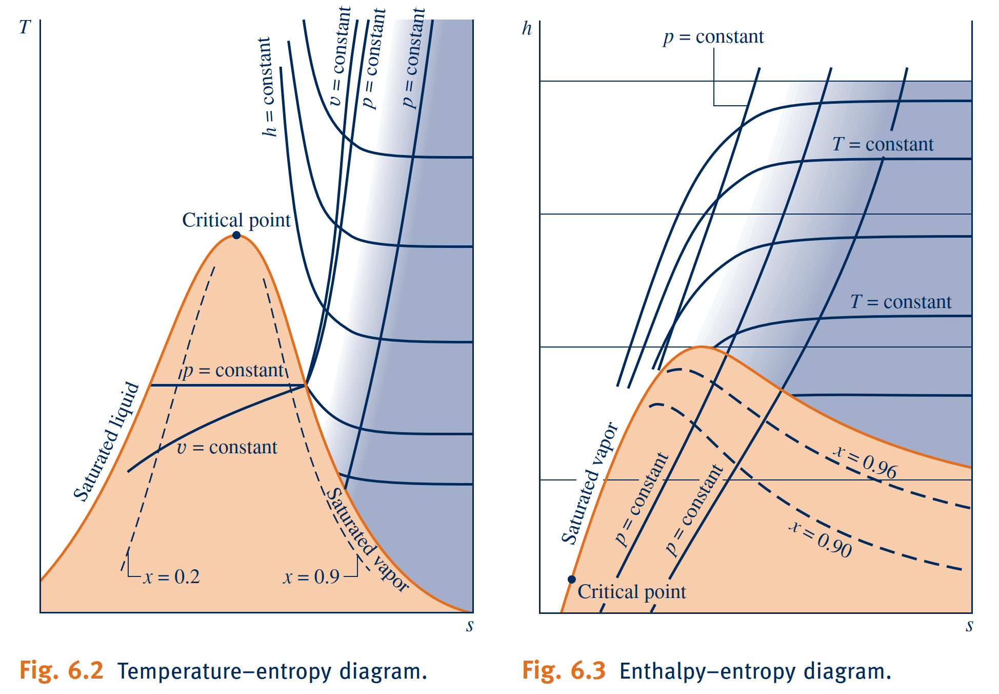 T
h = constant
v = constant
p = constant
p = constant
Critical point
p = constant
v = constant
Saturated liquid
Saturated vapor
x = 0.2
x = 0.9
s
Fig. 6.2 Temperature–entropy diagram.
h
p = constant
T = constant
T = constant
Saturated vapor
p = constant
p = constant
x = 0.96
x = 0.90
Critical point
s
Fig. 6.3 Enthalpy–entropy diagram.